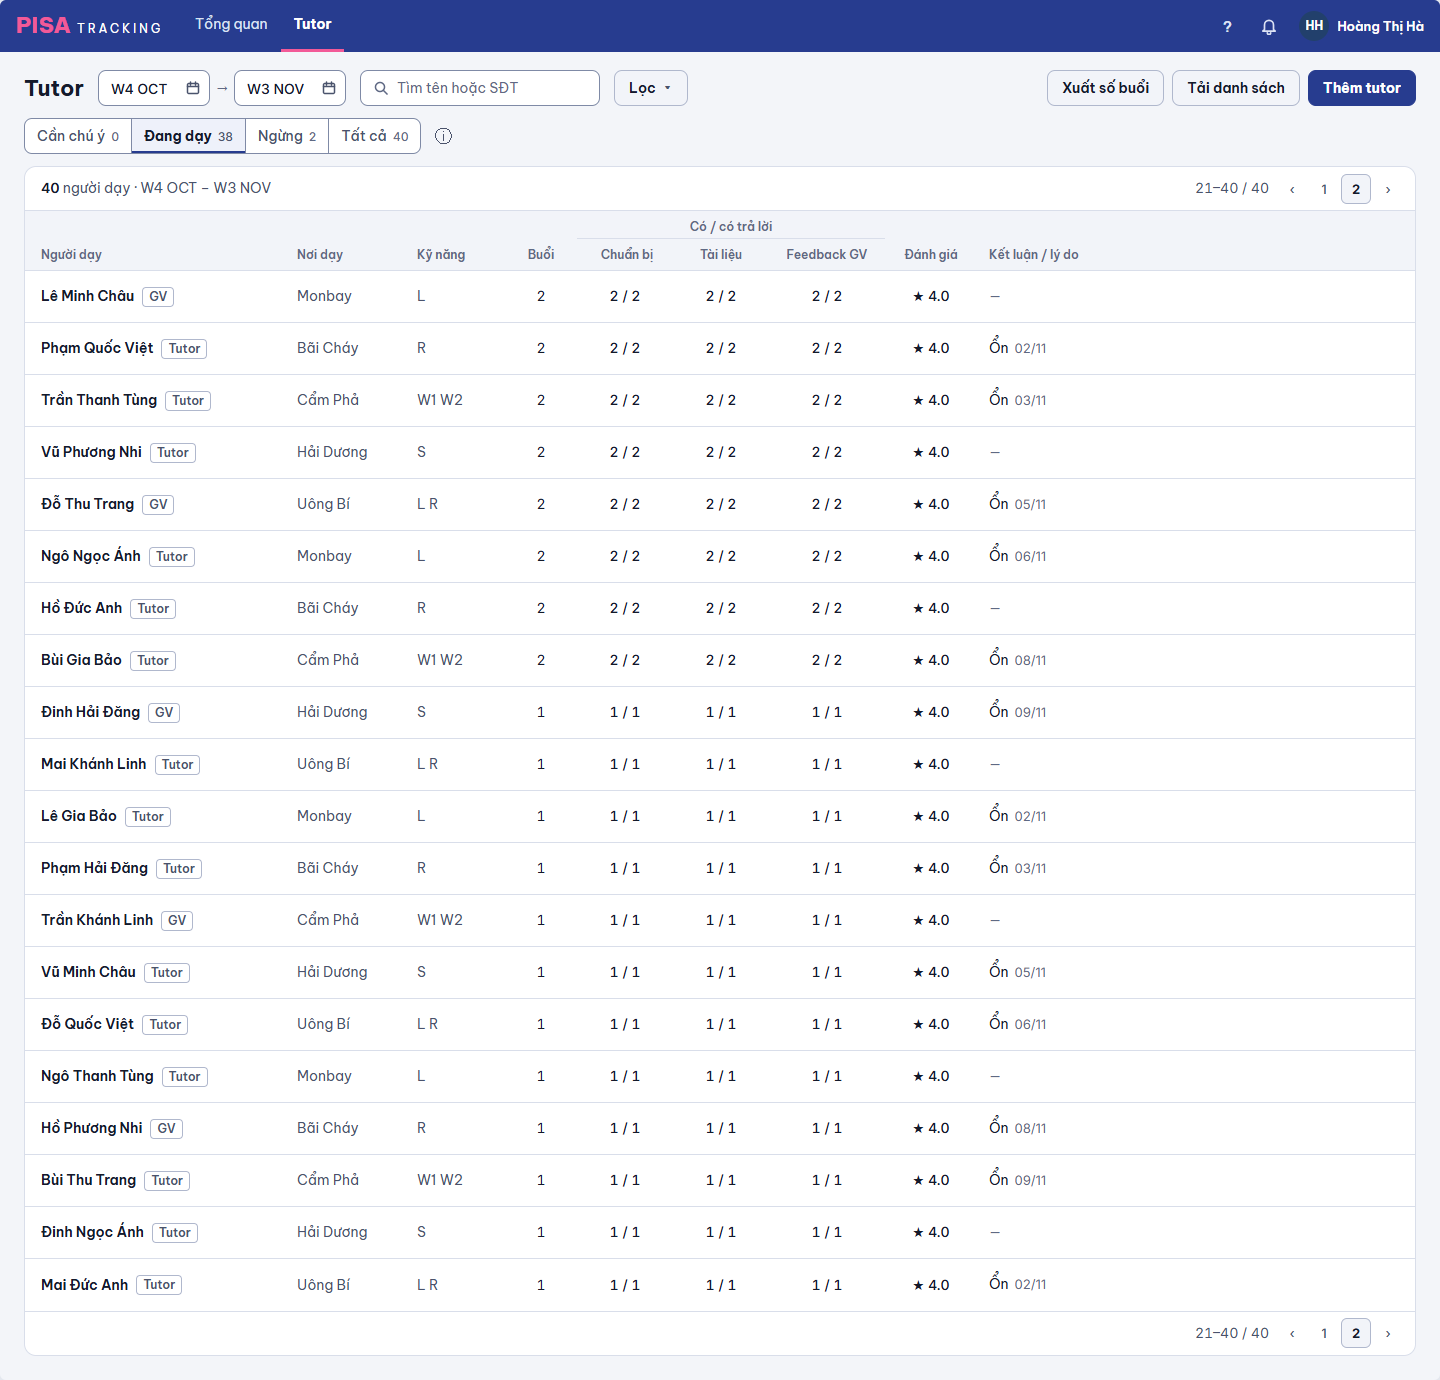 PISA TRACKING Tổng quan Tutor ? HH Hoàng Thị Hà
Tutor W4 OCT → W3 NOV Tìm tên hoặc SĐT Lọc Xuất số buổi Tải danh sách Thêm tutor
Cần chú ý 0 Đang dạy 38 Ngừng 2 Tất cả 40
40 người dạy · W4 OCT – W3 NOV 21–40 / 40 ‹ 1 2 ›
Có / có trả lời
Người dạy Nơi dạy Kỹ năng Buổi Chuẩn bị Tài liệu Feedback GV Đánh giá Kết luận / lý do
Lê Minh Châu GV Monbay L 2 2 / 2 2 / 2 2 / 2 ★ 4.0 —
Phạm Quốc Việt Tutor Bãi Cháy R 2 2 / 2 2 / 2 2 / 2 ★ 4.0 Ổn 02/11
Trần Thanh Tùng Tutor Cẩm Phả W1 W2 2 2 / 2 2 / 2 2 / 2 ★ 4.0 Ổn 03/11
Vũ Phương Nhi Tutor Hải Dương S 2 2 / 2 2 / 2 2 / 2 ★ 4.0 —
Đỗ Thu Trang GV Uông Bí L R 2 2 / 2 2 / 2 2 / 2 ★ 4.0 Ổn 05/11
Ngô Ngọc Ánh Tutor Monbay L 2 2 / 2 2 / 2 2 / 2 ★ 4.0 Ổn 06/11
Hồ Đức Anh Tutor Bãi Cháy R 2 2 / 2 2 / 2 2 / 2 ★ 4.0 —
Bùi Gia Bảo Tutor Cẩm Phả W1 W2 2 2 / 2 2 / 2 2 / 2 ★ 4.0 Ổn 08/11
Đinh Hải Đăng GV Hải Dương S 1 1 / 1 1 / 1 1 / 1 ★ 4.0 Ổn 09/11
Mai Khánh Linh Tutor Uông Bí L R 1 1 / 1 1 / 1 1 / 1 ★ 4.0 —
Lê Gia Bảo Tutor Monbay L 1 1 / 1 1 / 1 1 / 1 ★ 4.0 Ổn 02/11
Phạm Hải Đăng Tutor Bãi Cháy R 1 1 / 1 1 / 1 1 / 1 ★ 4.0 Ổn 03/11
Trần Khánh Linh GV Cẩm Phả W1 W2 1 1 / 1 1 / 1 1 / 1 ★ 4.0 —
Vũ Minh Châu Tutor Hải Dương S 1 1 / 1 1 / 1 1 / 1 ★ 4.0 Ổn 05/11
Đỗ Quốc Việt Tutor Uông Bí L R 1 1 / 1 1 / 1 1 / 1 ★ 4.0 Ổn 06/11
Ngô Thanh Tùng Tutor Monbay L 1 1 / 1 1 / 1 1 / 1 ★ 4.0 —
Hồ Phương Nhi GV Bãi Cháy R 1 1 / 1 1 / 1 1 / 1 ★ 4.0 Ổn 08/11
Bùi Thu Trang Tutor Cẩm Phả W1 W2 1 1 / 1 1 / 1 1 / 1 ★ 4.0 Ổn 09/11
Đinh Ngọc Ánh Tutor Hải Dương S 1 1 / 1 1 / 1 1 / 1 ★ 4.0 —
Mai Đức Anh Tutor Uông Bí L R 1 1 / 1 1 / 1 1 / 1 ★ 4.0 Ổn 02/11
21–40 / 40 ‹ 1 2 ›